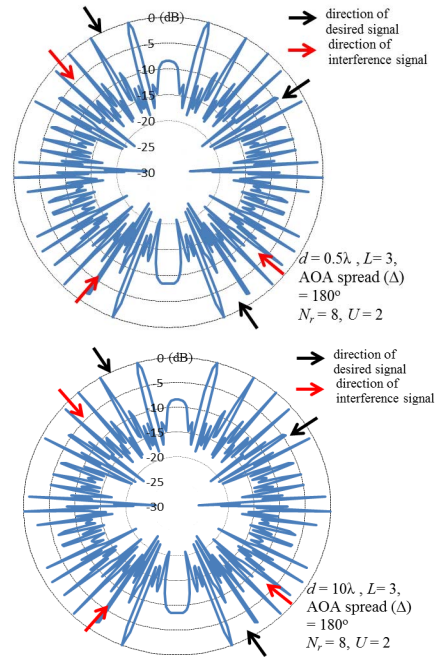 0 (dB)
-5
-10
-15
-20
-25
-30
direction of
desired signal
direction of
interference signal
d = 0.5λ , L= 3,
AOA spread (Δ)
= 180º
Nr = 8, U = 2
0 (dB)
-5
-10
-15
-20
-25
-30
direction of
desired signal
direction of
interference signal
d = 10λ , L= 3,
AOA spread (Δ)
= 180º
Nr = 8, U = 2